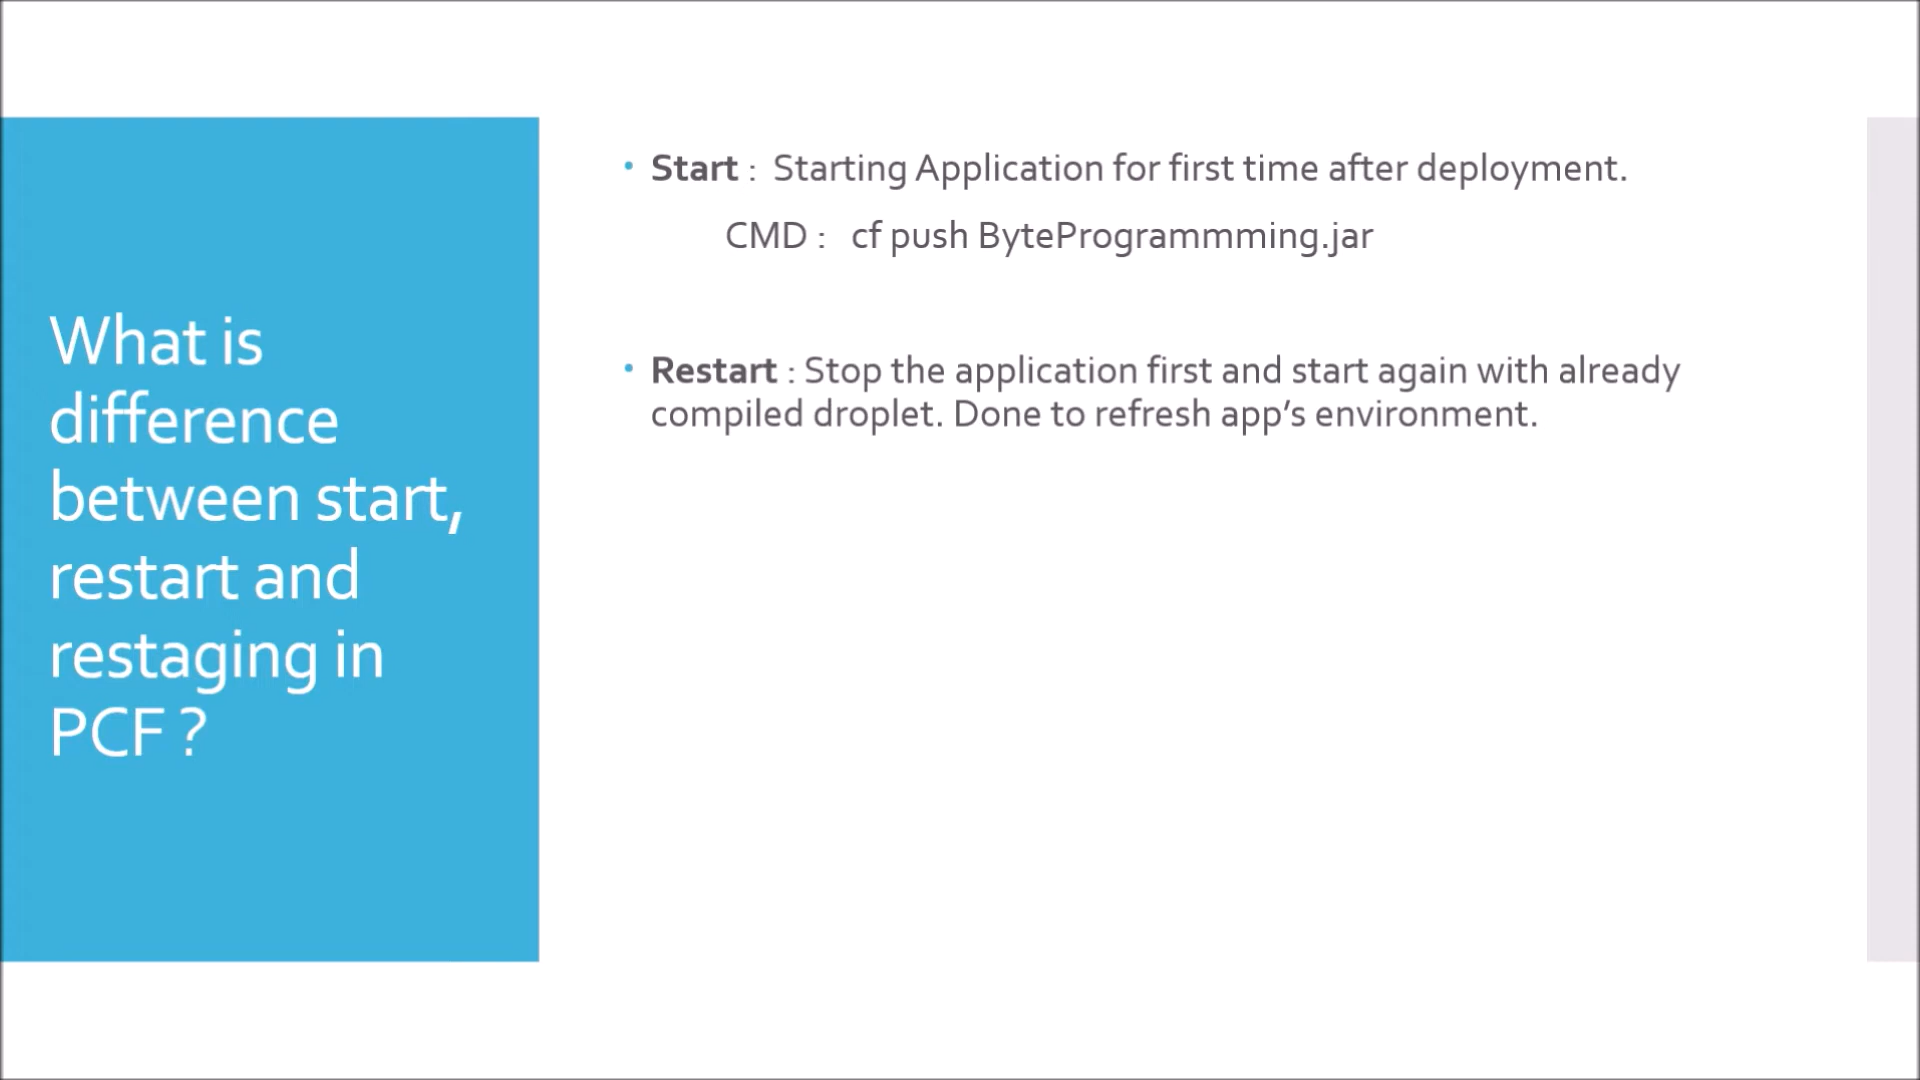 What is
difference
between start,
restart and
restaging in
PCF ?
• Start : Starting Application for first time after deployment.
CMD : cf push ByteProgrammming.jar
• Restart : Stop the application first and start again with already
compiled droplet. Done to refresh app’s environment.